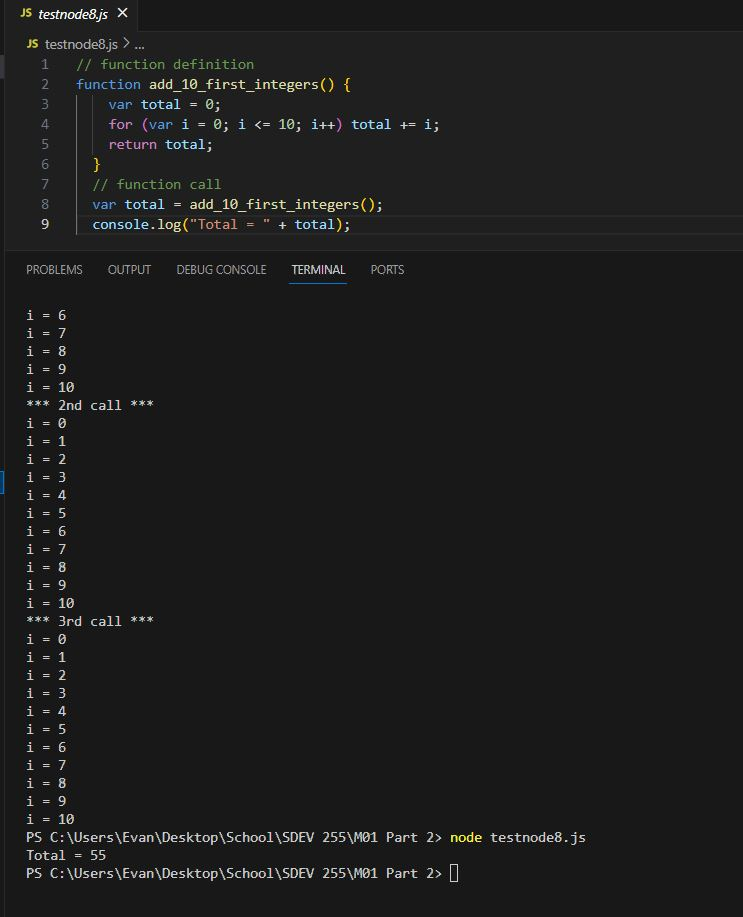 JS testnode8.js ×
JS testnode8.js > ...
1 // function definition
2 function add_10_first_integers() {
3 var total = 0;
4 for (var i = 0; i <= 10; i++) total += i;
5 return total;
6 }
7 // function call
8 var total = add_10_first_integers();
9 console.log("Total = " + total);
PROBLEMS OUTPUT DEBUG CONSOLE TERMINAL PORTS
i = 6
i = 7
i = 8
i = 9
i = 10
*** 2nd call ***
i = 0
i = 1
i = 2
i = 3
i = 4
i = 5
i = 6
i = 7
i = 8
i = 9
i = 10
*** 3rd call ***
i = 0
i = 1
i = 2
i = 3
i = 4
i = 5
i = 6
i = 7
i = 8
i = 9
i = 10
PS C:\Users\Evan\Desktop\School\SDEV 255\M01 Part 2> node testnode8.js
Total = 55
PS C:\Users\Evan\Desktop\School\SDEV 255\M01 Part 2>